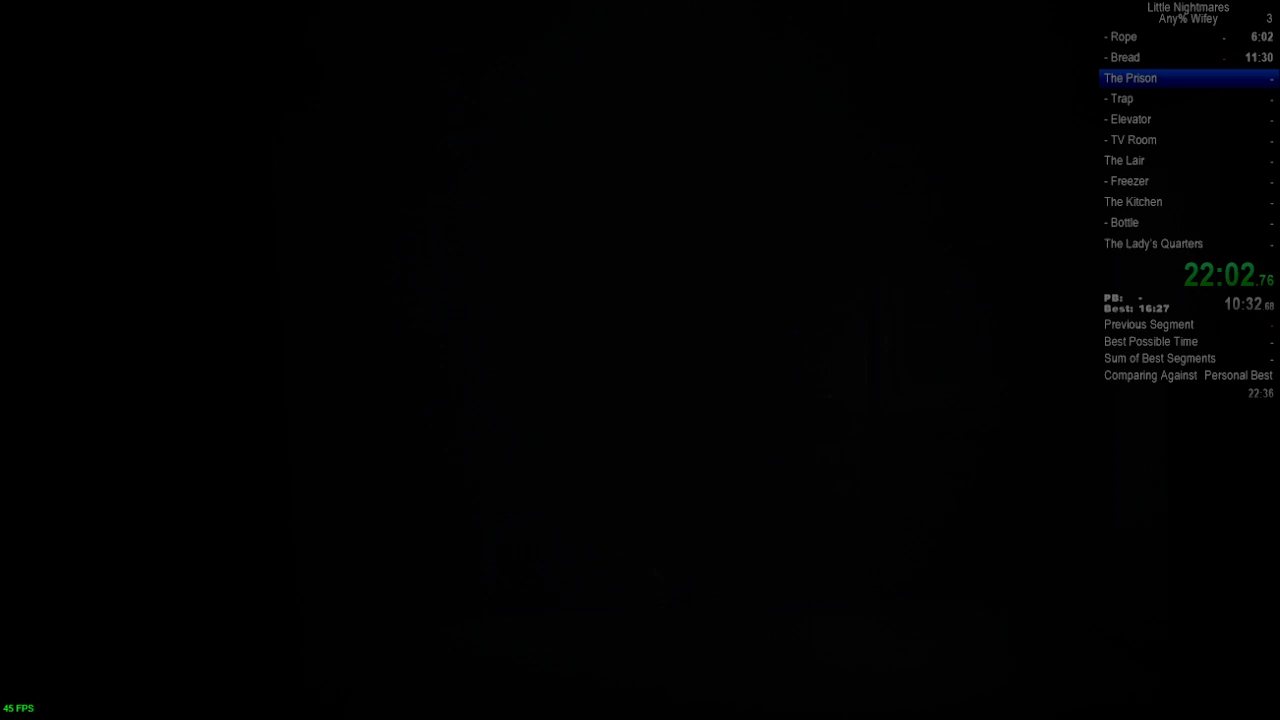 Little Nightmares
Any% Wifey 3
- Rope - 6:02
- Bread - 11:30
The Prison -
- Trap -
- Elevator -
- TV Room -
The Lair -
- Freezer -
The Kitchen -
- Bottle -
The Lady's Quarters -
22:02.76
PB: - 10:32.68
Best: 16:27
Previous Segment -
Best Possible Time -
Sum of Best Segments -
Comparing Against Personal Best
22:36
45 FPS